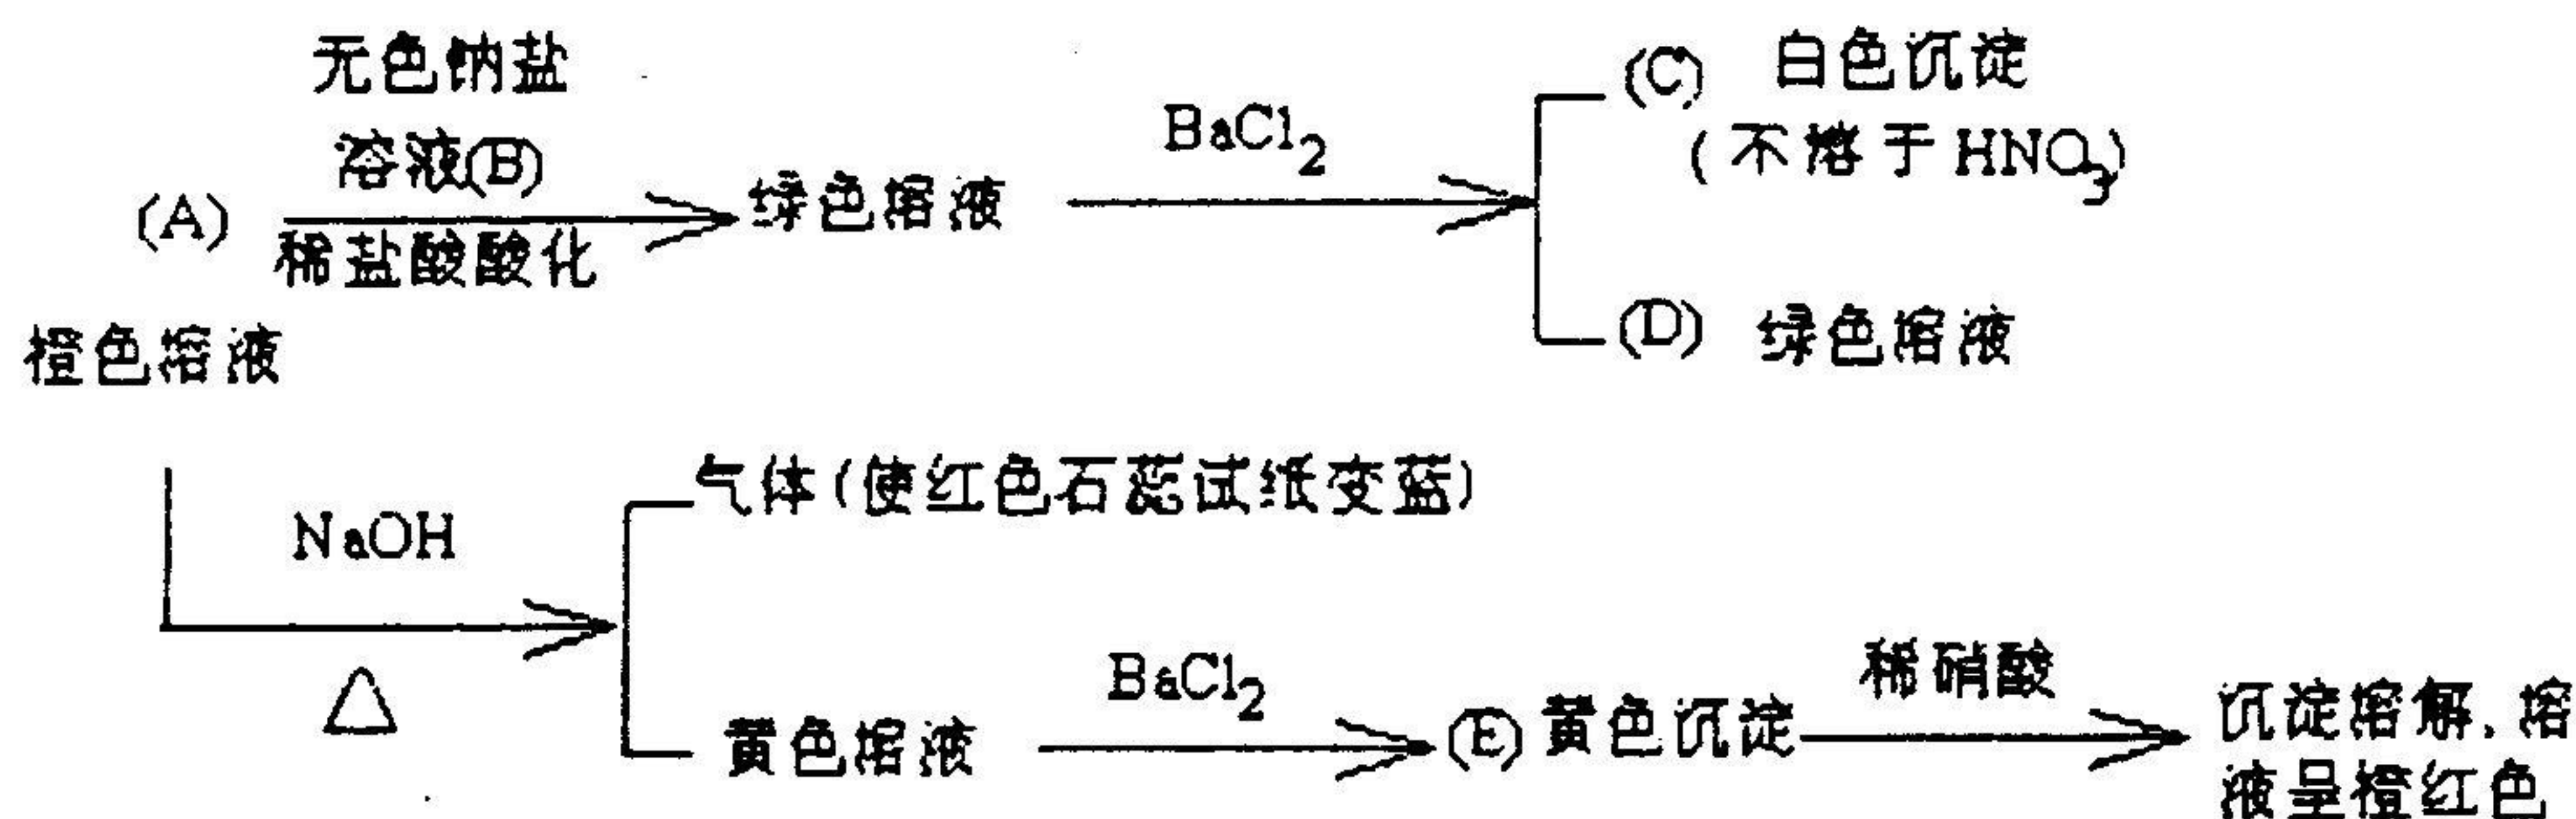 无色钠盐
溶液(B)
(A)
稀盐酸酸化
橙色溶液
绿色溶液
BaCl₂
(C) 白色沉淀
(不溶于HNO₃)
(D) 绿色溶液
NaOH
△
气体(使红色石蕊试纸变蓝)
黄色溶液
BaCl₂
(E) 黄色沉淀
稀硝酸
沉淀溶解,溶
液呈橙红色